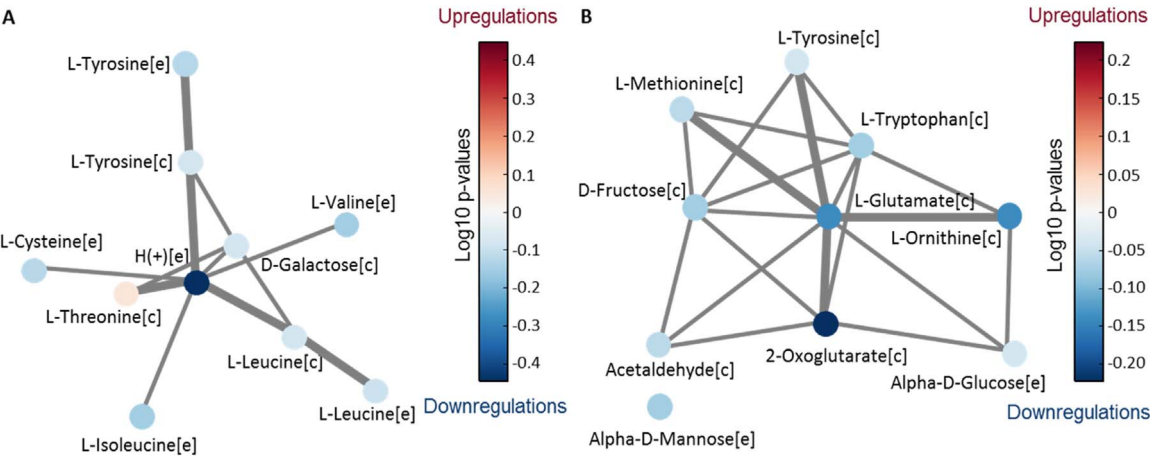 A
Upregulations
L-Tyrosine[e]
L-Tyrosine[c]
L-Valine[e]
L-Cysteine[e]
H(+)[e]
D-Galactose[c]
L-Threonine[c]
L-Leucine[c]
L-Leucine[e]
L-Isoleucine[e]
Log10 p-values
0.4
0.3
0.2
0.1
0
-0.1
-0.2
-0.3
-0.4
Downregulations
B
Upregulations
L-Tyrosine[c]
L-Methionine[c]
L-Tryptophan[c]
D-Fructose[c]
L-Glutamate[c]
L-Ornithine[c]
2-Oxoglutarate[c]
Acetaldehyde[c]
Alpha-D-Glucose[e]
Alpha-D-Mannose[e]
Log10 p-values
0.2
0.15
0.1
0.05
0
-0.05
-0.10
-0.15
-0.20
Downregulations